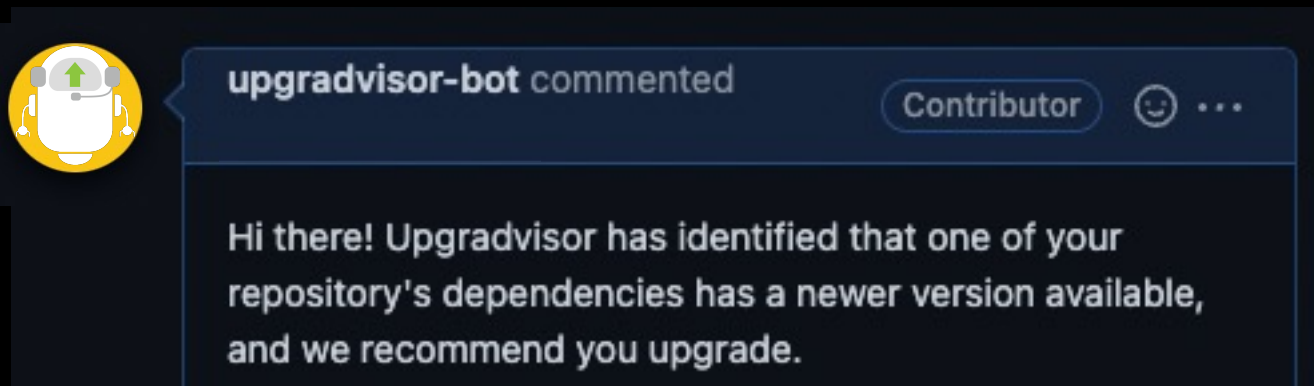 upgradvisor-bot commented
Contributor
Hi there! Upgradvisor has identified that one of your
repository's dependencies has a newer version available,
and we recommend you upgrade.